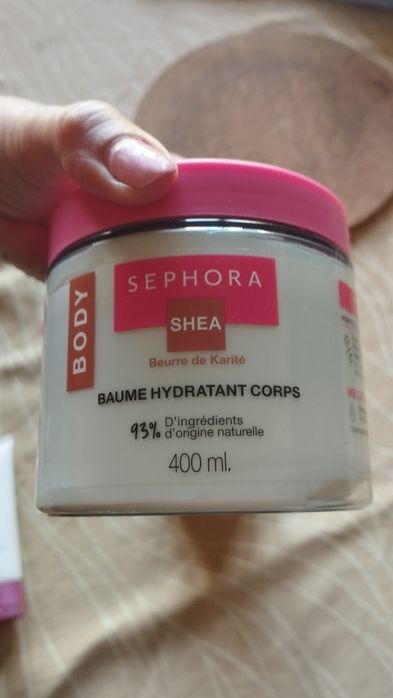 BODY
SEPHORA
SHEA
Beurre de Karité
BAUME HYDRATANT CORPS
93% D'ingrédients
d'origine naturelle
400 ml.